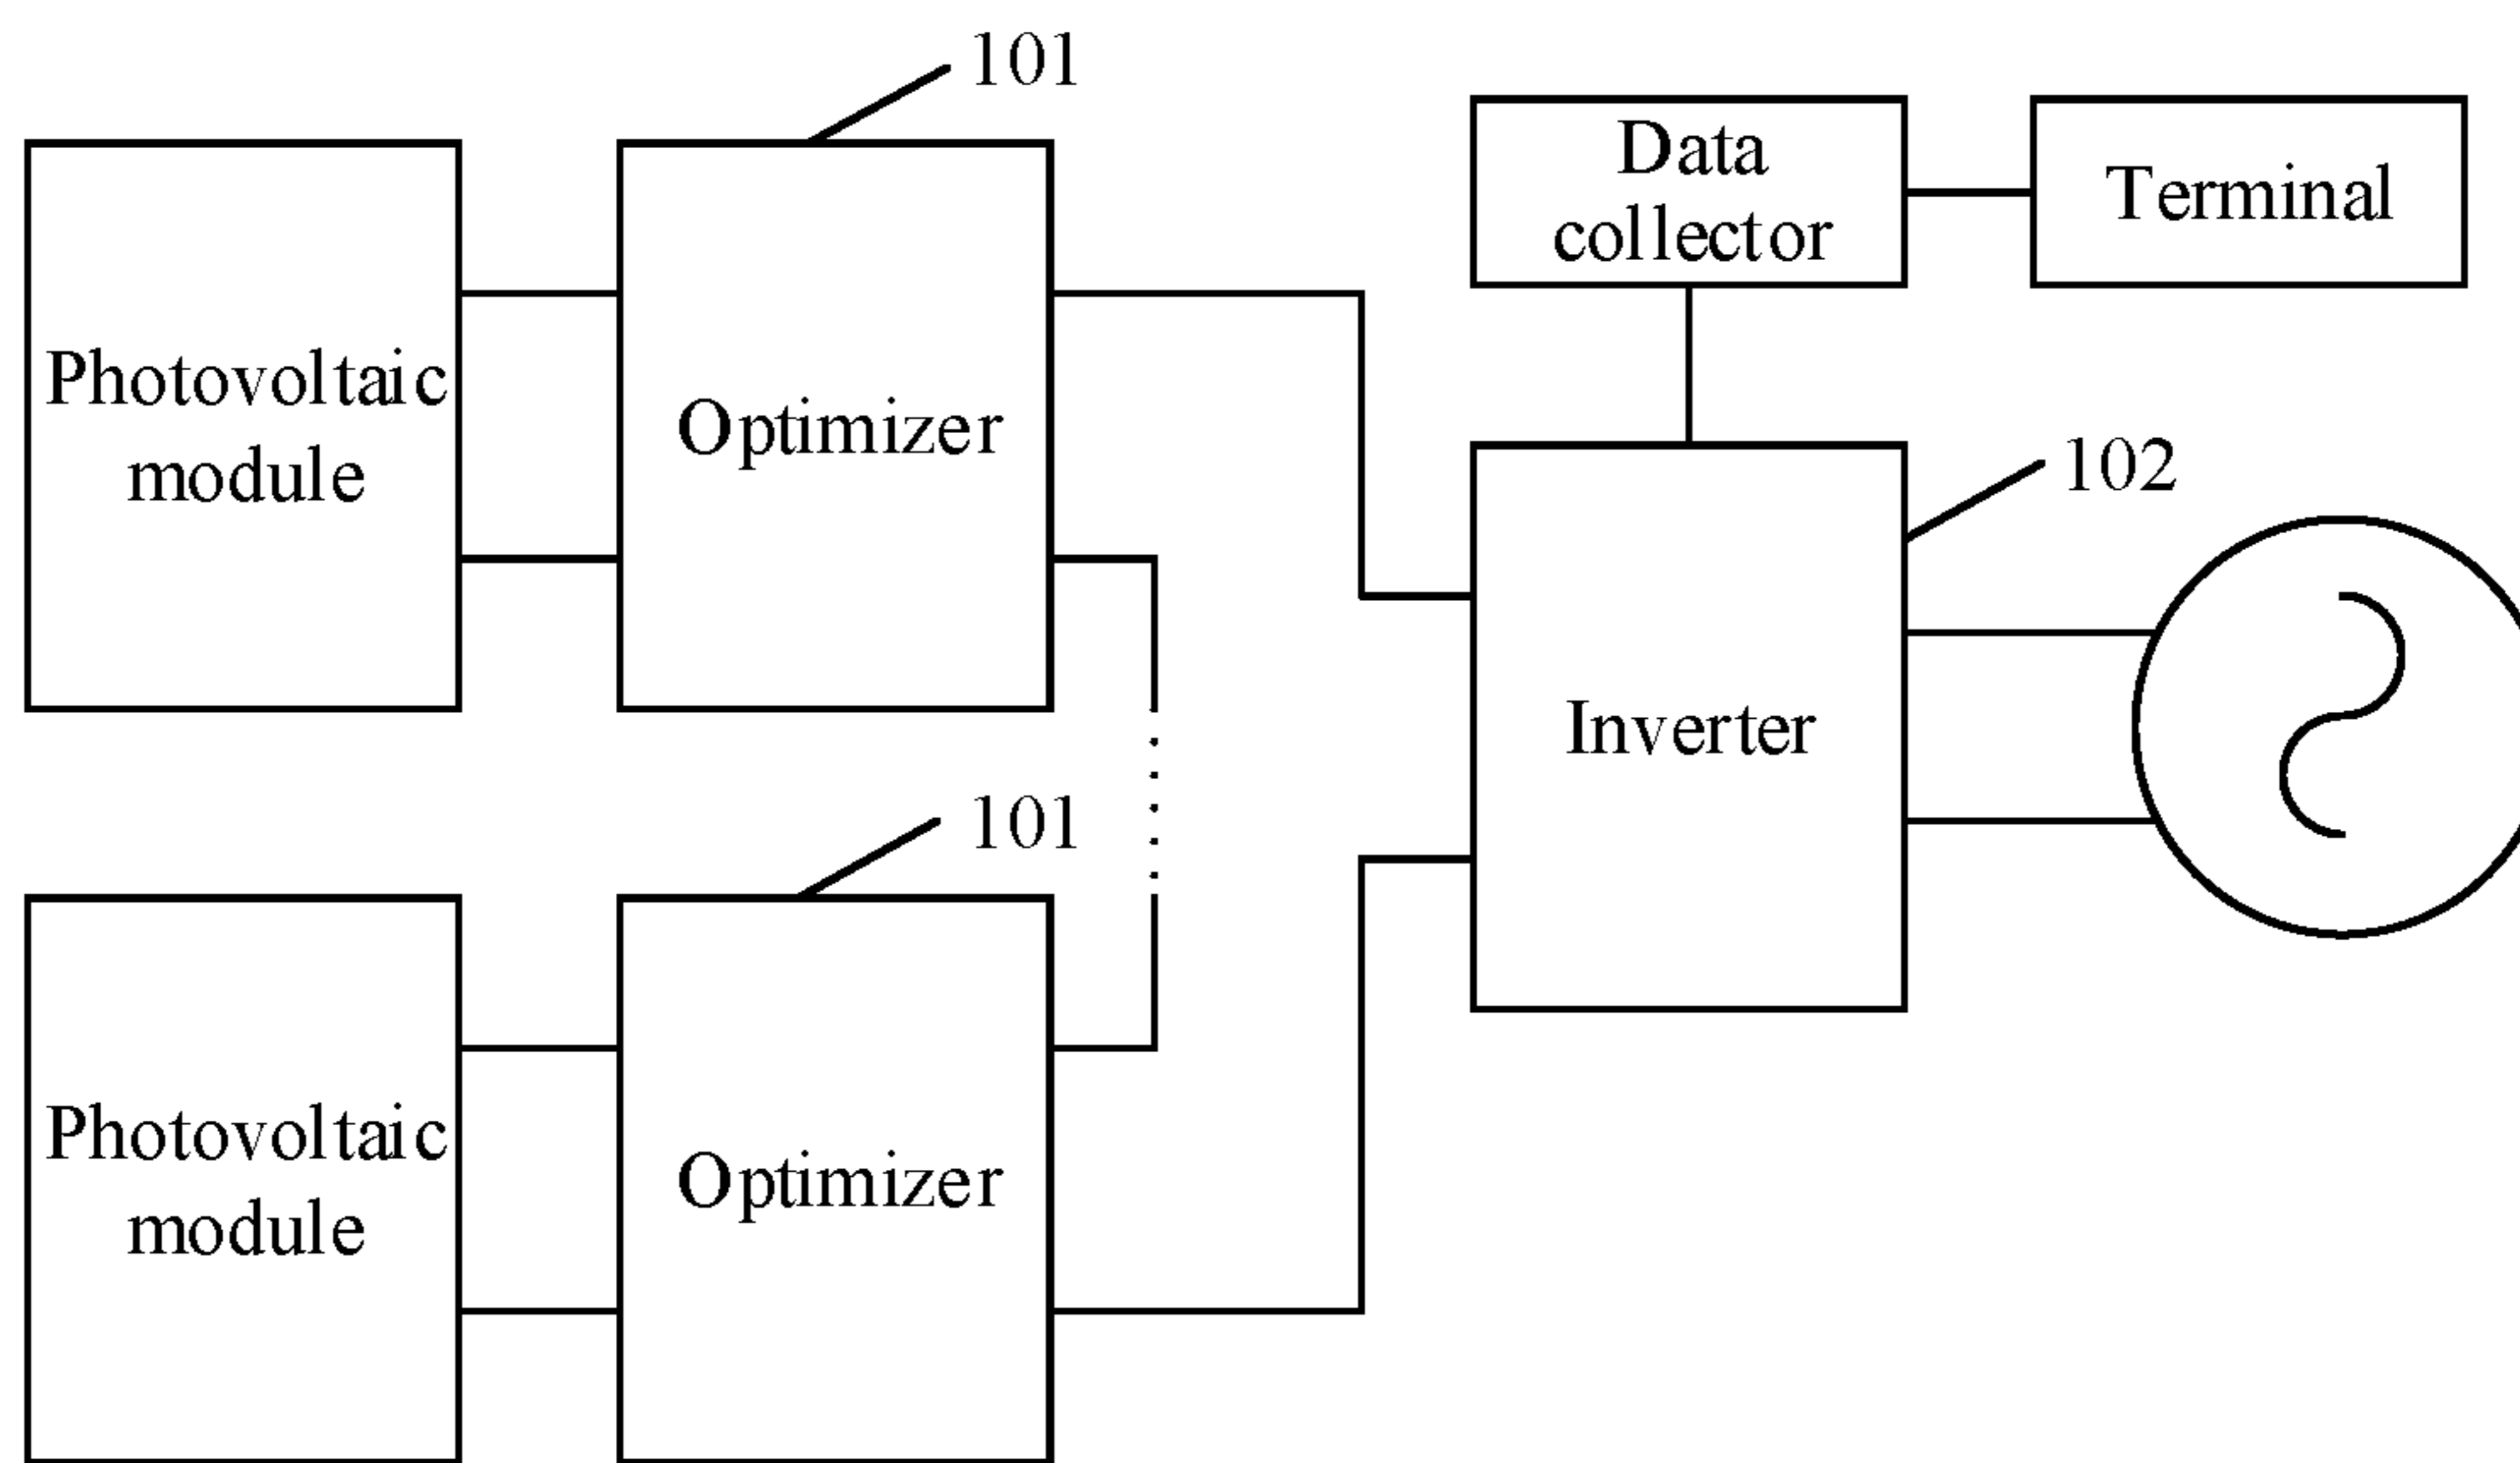 101
Photovoltaic
module
Optimizer
Data
collector
Terminal
102
Inverter
101
Photovoltaic
module
Optimizer